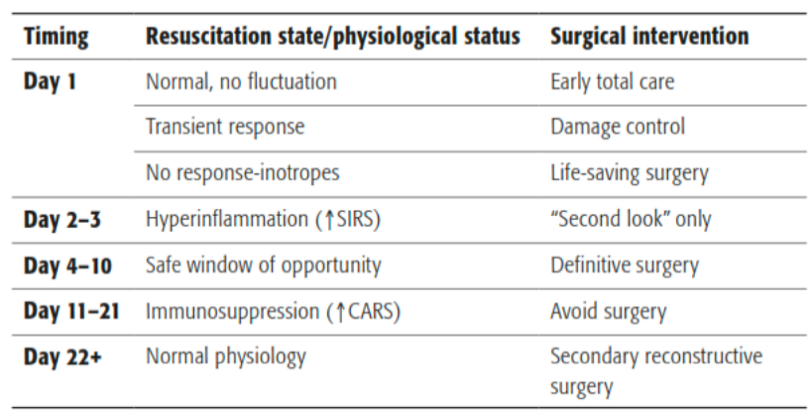 Timing Resuscitation state/physiological status Surgical intervention
Day 1 Normal, no fluctuation Early total care
Transient response Damage control
No response-inotropes Life-saving surgery
Day 2–3 Hyperinflammation (↑SIRS) “Second look” only
Day 4–10 Safe window of opportunity Definitive surgery
Day 11–21 Immunosuppression (↑CARS) Avoid surgery
Day 22+ Normal physiology Secondary reconstructive
surgery